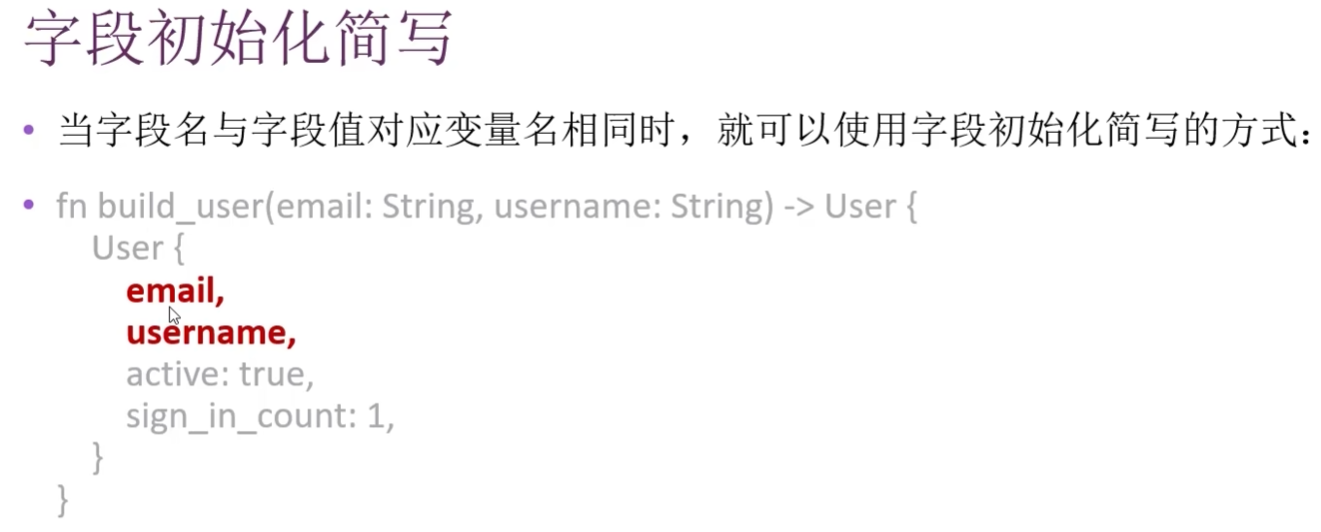 字段初始化简写
• 当字段名与字段值对应变量名相同时，就可以使用字段初始化简写的方式：
• fn build_user(email: String, username: String) -> User {
User {
email,
username,
active: true,
sign_in_count: 1,
}
}